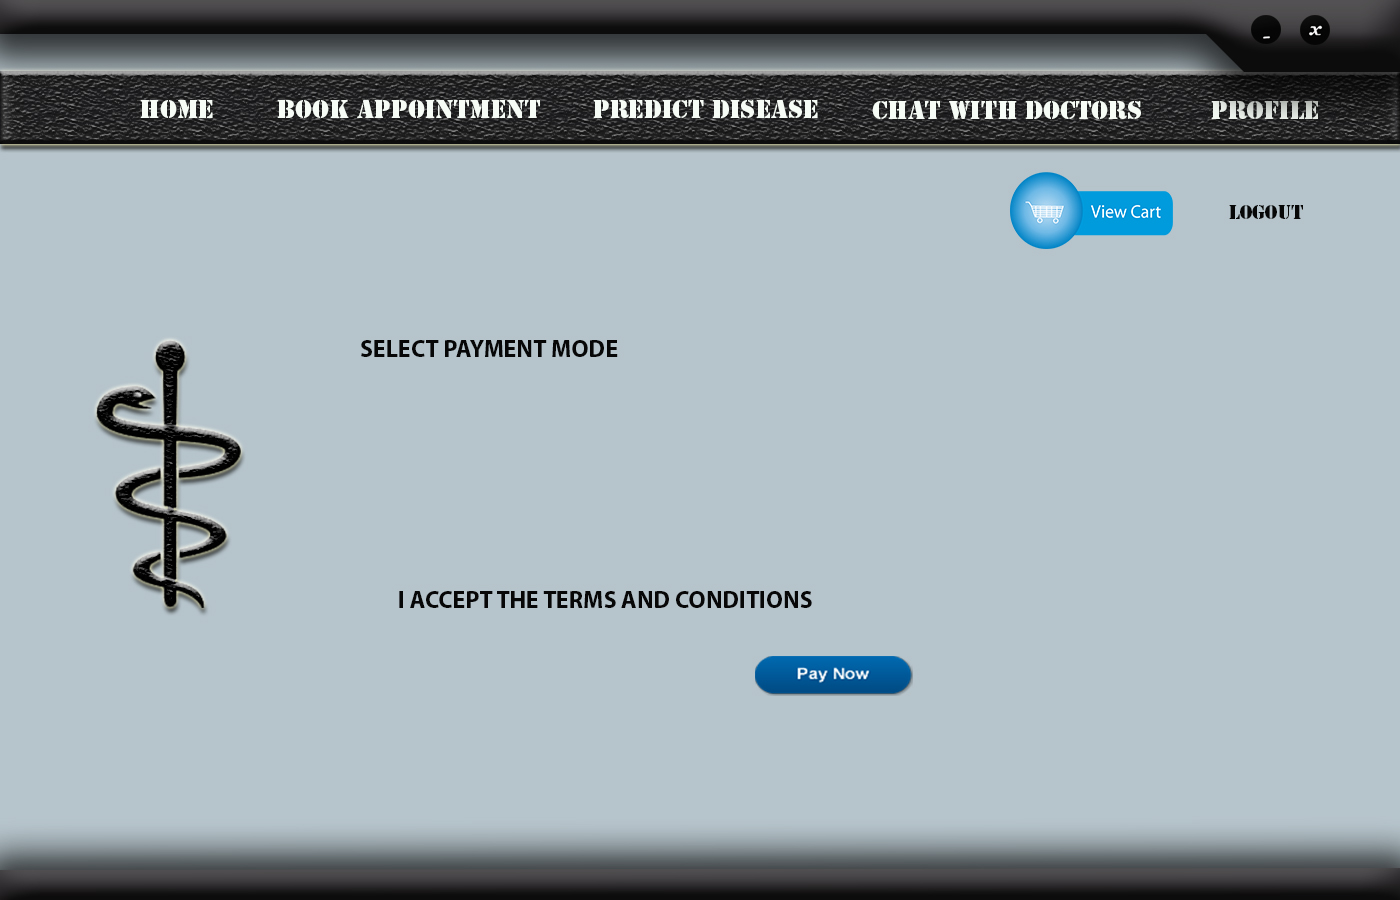 _ x
HOME BOOK APPOINTMENT PREDICT DISEASE CHAT WITH DOCTORS PROFILE
View Cart LOGOUT
SELECT PAYMENT MODE
I ACCEPT THE TERMS AND CONDITIONS
Pay Now